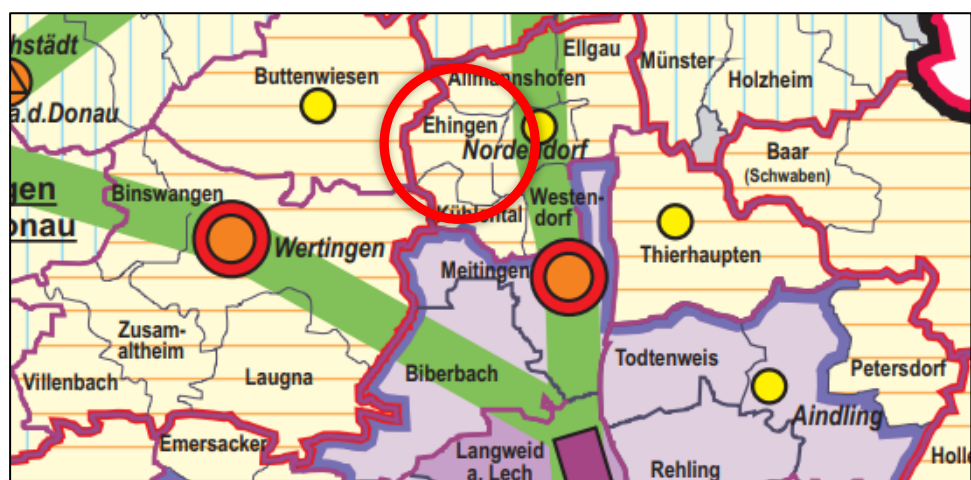 hstädt
a.d.Donau
Buttenwiesen
Ellgau
Allmannshofen
Münster
Holzheim
Ehingen
Nordendorf
Baar
(Schwaben)
gen
onau
Binswangen
Wertingen
Kühlental
Westen-
dorf
Meitingen
Thierhaupten
Zusam-
altheim
Villenbach
Laugna
Biberbach
Todtenweis
Petersdorf
Aindling
Emersacker
Langweid
a. Lech
Rehling
Holle